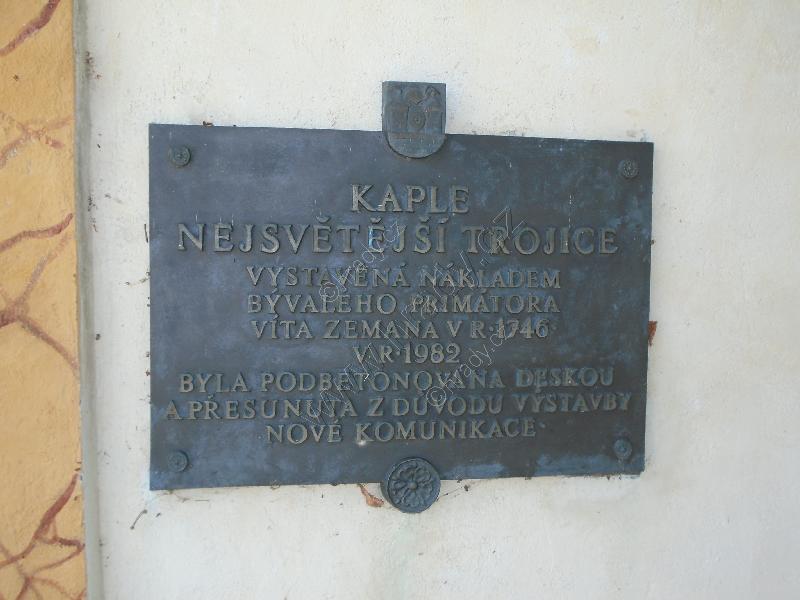 KAPLE
NEJSVĚTĚJŠÍ TROJICE
VYSTAVĚNÁ NÁKLADEM
BÝVALÉHO PRIMÁTORA
VÍTA ZEMANA V R·1746·
V R·1982
BYLA PODBETONOVÁNA DESKOU
A PŘESUNUTA Z DŮVODU VÝSTAVBY
NOVÉ KOMUNIKACE·